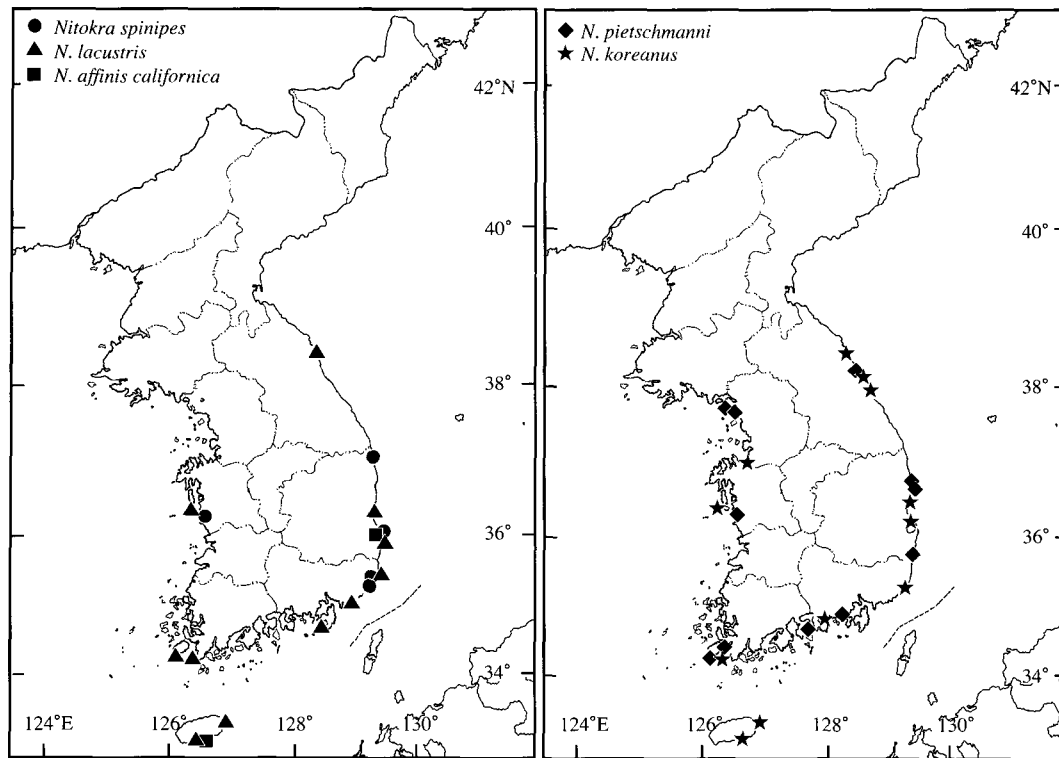 Nitokra spinipes
N. lacustris
N. affinis californica
42°N
40°
38°
36°
34°
124°E 126° 128° 130°
N. pietschmanni
N. koreanus
42°N
40°
38°
36°
34°
124°E 126° 128° 130°